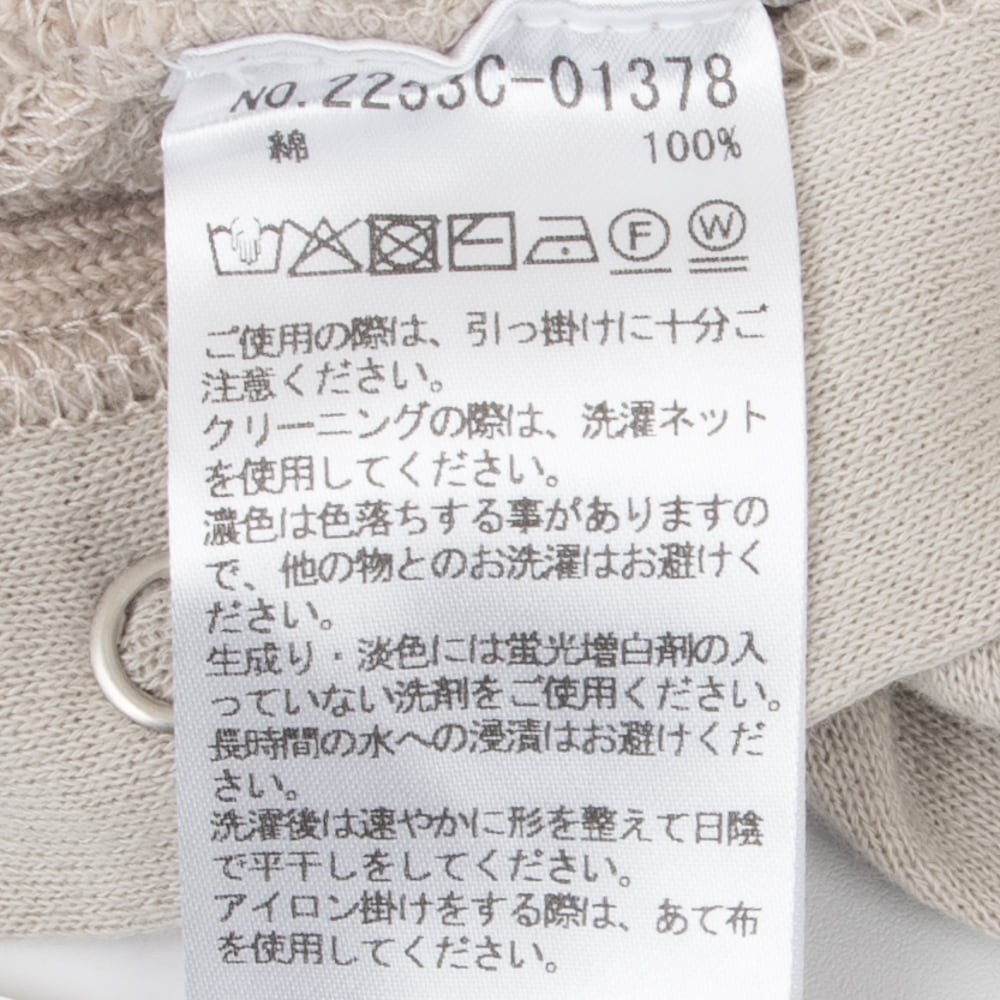 NO. 2253C-01378
綿 100%
F W
ご使用の際は、引っ掛けに十分ご
注意ください。
クリーニングの際は、洗濯ネット
を使用してください。
濃色は色落ちする事がありますの
で、他の物とのお洗濯はお避けく
ださい。
生成り・淡色には蛍光増白剤の入
っていない洗剤をご使用ください。
長時間の水への浸漬はお避けくだ
さい。
洗濯後は速やかに形を整えて日陰
で平干しをしてください。
アイロン掛けをする際は、あて布
を使用してください。